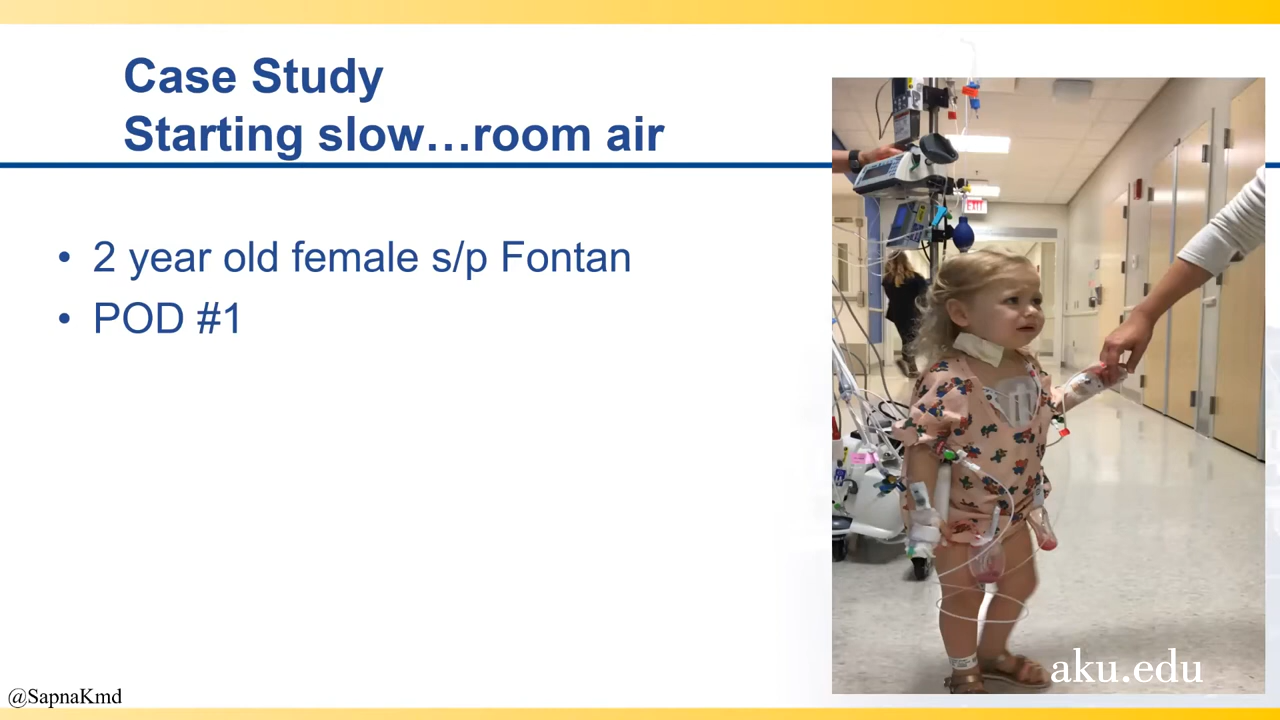 Case Study
Starting slow…room air
• 2 year old female s/p Fontan
• POD #1
EXIT
aku.edu
@SapnaKmd